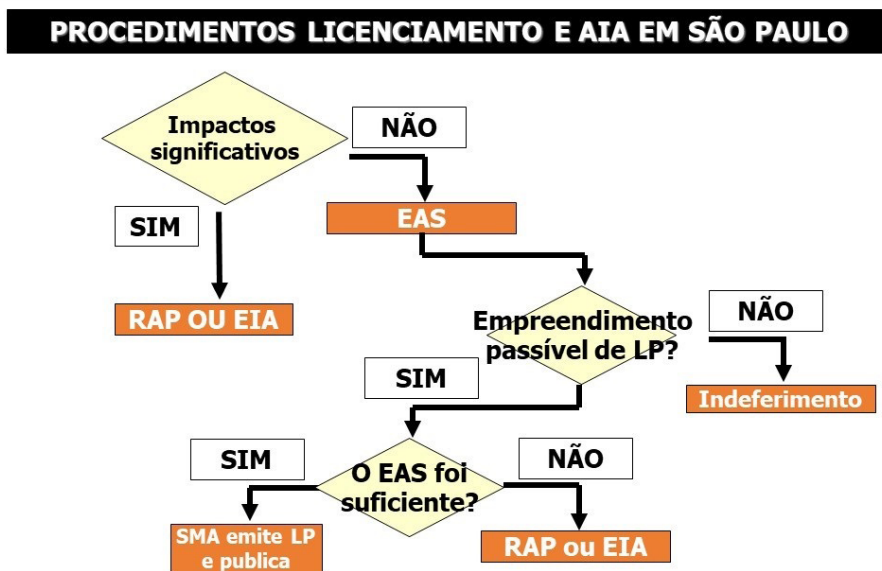 PROCEDIMENTOS LICENCIAMENTO E AIA EM SÃO PAULO
Impactos
significativos
NÃO
SIM
EAS
RAP OU EIA
Empreendimento
passível de LP?
NÃO
SIM
Indeferimento
SIM
O EAS foi
suficiente?
NÃO
SMA emite LP
e publica
RAP ou EIA